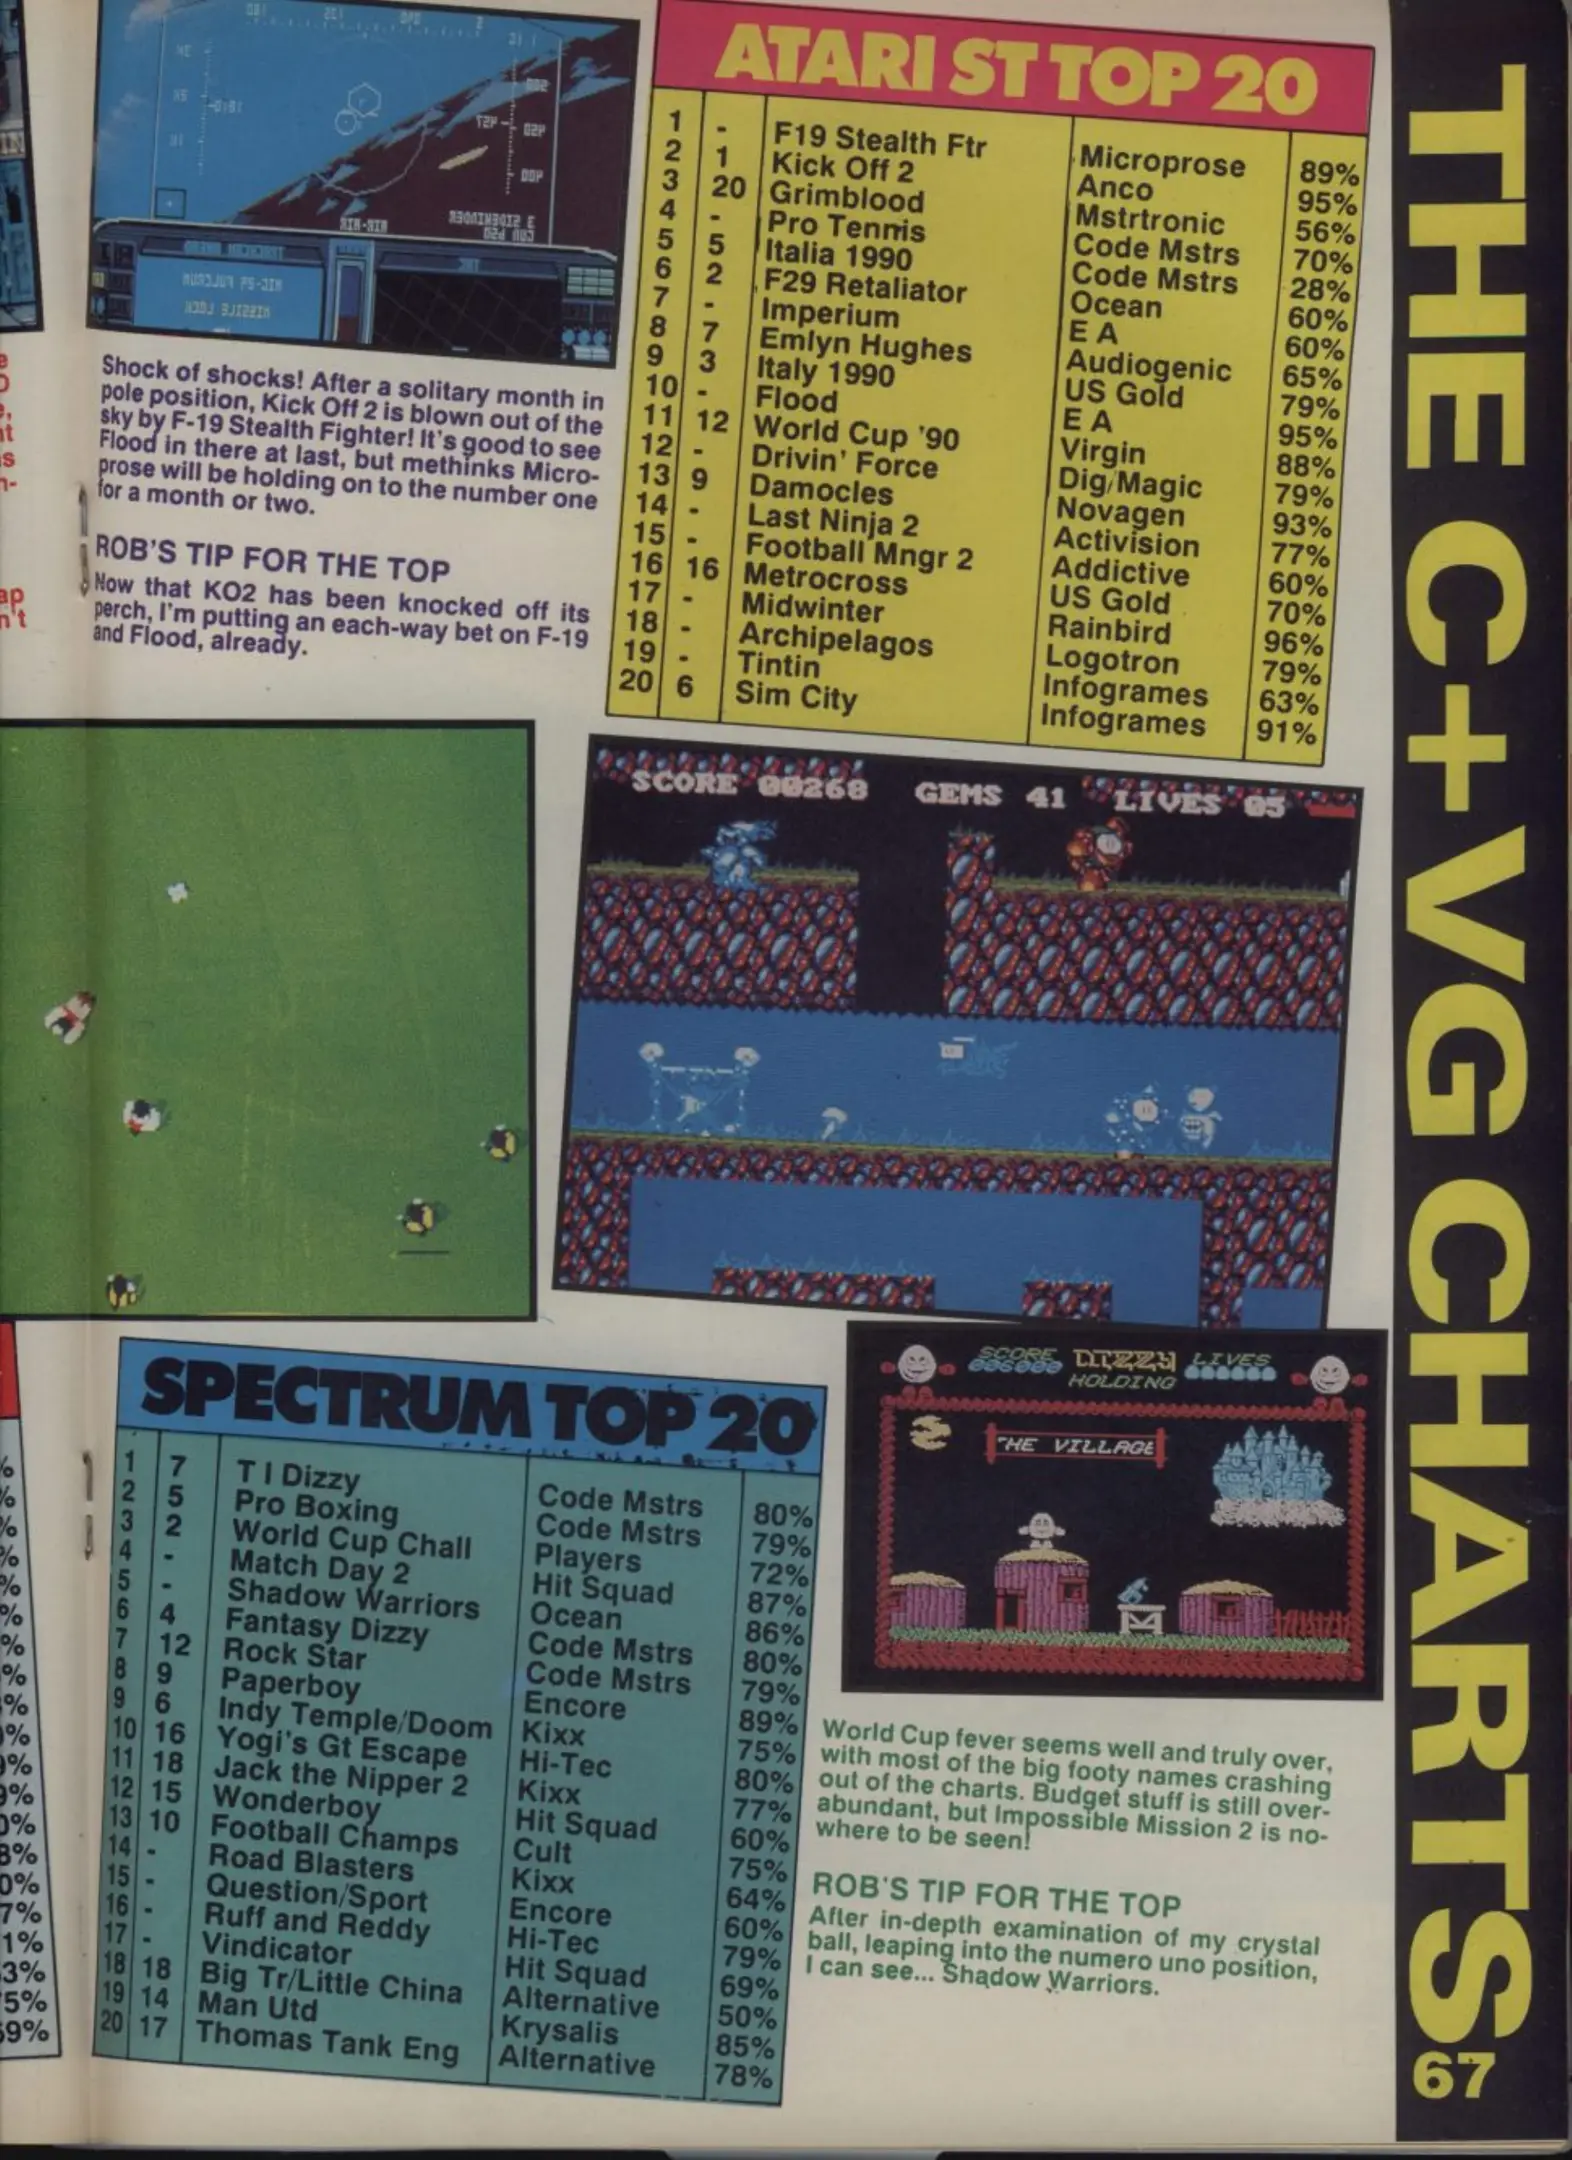 ATARI ST TOP 20
1 - F19 Stealth Ftr Microprose 89%
2 1 Kick Off 2 Anco 95%
3 20 Grimblood Mstrtronic 56%
4 - Pro Tennis Code Mstrs 70%
5 5 Italia 1990 Code Mstrs 28%
6 2 F29 Retaliator Ocean 60%
7 - Imperium E A 60%
8 7 Emlyn Hughes Audiogenic 65%
9 3 Italy 1990 US Gold 79%
10 - Flood E A 95%
11 12 World Cup '90 Virgin 88%
12 - Drivin' Force Dig/Magic 79%
13 9 Damocles Novagen 93%
14 - Last Ninja 2 Activision 77%
15 - Football Mngr 2 Addictive 60%
16 16 Metrocross US Gold 70%
17 - Midwinter Rainbird 96%
18 - Archipelagos Logotron 79%
19 - Tintin Infogrames 63%
20 6 Sim City Infogrames 91%
Shock of shocks! After a solitary month in
pole position, Kick Off 2 is blown out of the
sky by F-19 Stealth Fighter! It's good to see
Flood in there at last, but methinks Micro-
prose will be holding on to the number one
for a month or two.
ROB'S TIP FOR THE TOP
Now that KO2 has been knocked off its
perch, I'm putting an each-way bet on F-19
and Flood, already.
SCORE 00268 GEMS 41 LIVES 05
SPECTRUM TOP 20
1 7 T I Dizzy Code Mstrs 80%
2 5 Pro Boxing Code Mstrs 79%
3 2 World Cup Chall Players 72%
4 - Match Day 2 Hit Squad 87%
5 - Shadow Warriors Ocean 86%
6 4 Fantasy Dizzy Code Mstrs 80%
7 12 Rock Star Code Mstrs 79%
8 9 Paperboy Encore 89%
9 6 Indy Temple/Doom Kixx 75%
10 16 Yogi's Gt Escape Hi-Tec 80%
11 18 Jack the Nipper 2 Kixx 77%
12 15 Wonderboy Hit Squad 60%
13 10 Football Champs Cult 75%
14 - Road Blasters Kixx 64%
15 - Question/Sport Encore 60%
16 - Ruff and Reddy Hi-Tec 79%
17 - Vindicator Hit Squad 69%
18 18 Big Tr/Little China Alternative 50%
19 14 Man Utd Krysalis 85%
20 17 Thomas Tank Eng Alternative 78%
SCORE DIZZY LIVES
006000 HOLDING
THE VILLAGE
World Cup fever seems well and truly over,
with most of the big footy names crashing
out of the charts. Budget stuff is still over-
abundant, but Impossible Mission 2 is no-
where to be seen!
ROB'S TIP FOR THE TOP
After in-depth examination of my crystal
ball, leaping into the numero uno position,
I can see... Shadow Warriors.
THE C+VG CHARTS
67